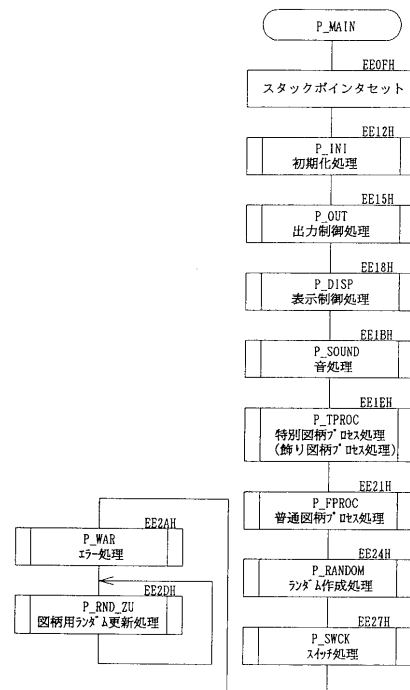 P_MAIN
EE0FH
スタックポインタセット
EE12H
P_INI
初期化処理
EE15H
P_OUT
出力制御処理
EE18H
P_DISP
表示制御処理
EE1BH
P_SOUND
音処理
EE1EH
P_TPROC
特別図柄ﾌﾟﾛｾｽ処理
(飾り図柄ﾌﾟﾛｾｽ処理)
EE21H
P_FPROC
普通図柄ﾌﾟﾛｾｽ処理
EE24H
P_RANDOM
ﾗﾝﾀﾞﾑ作成処理
EE27H
P_SWCK
ｽｲｯﾁ処理
EE2AH
P_WAR
ｴﾗｰ処理
EE2DH
P_RND_ZU
図柄用ﾗﾝﾀﾞﾑ更新処理